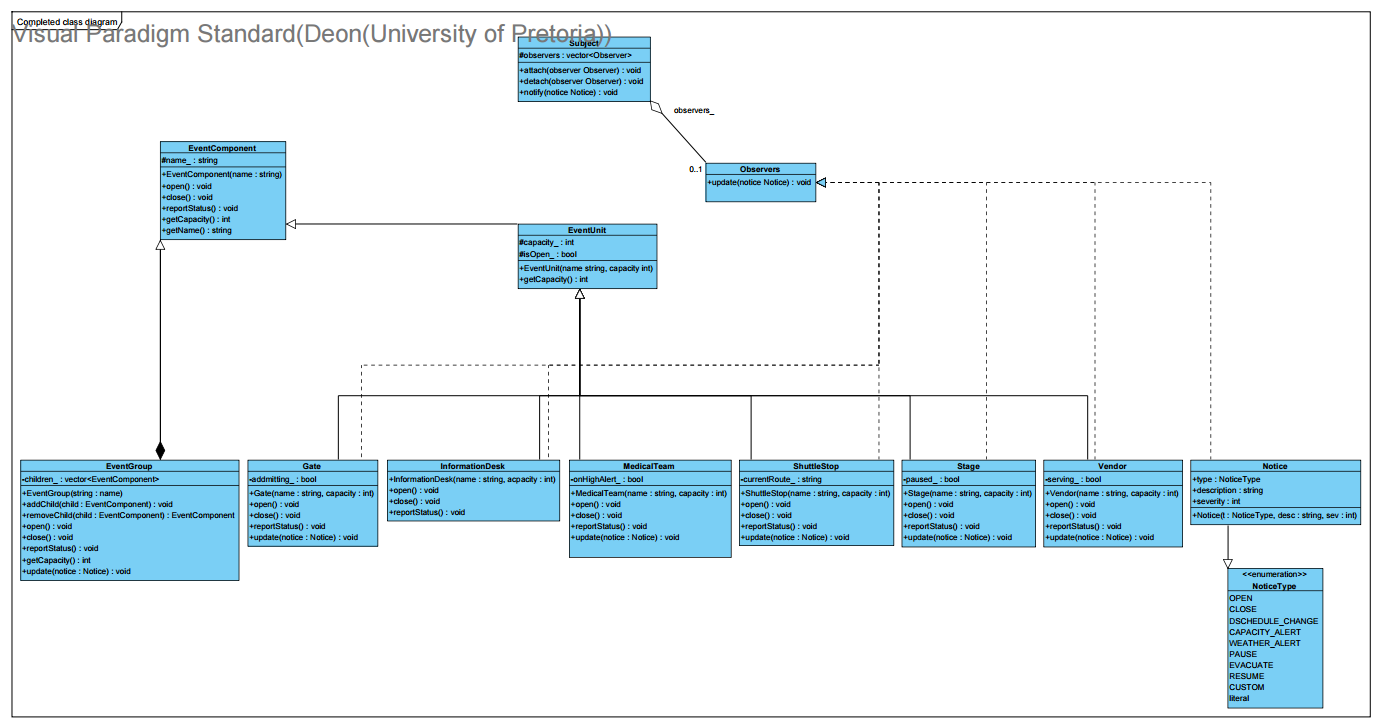 Completed class diagram
Visual Paradigm Standard(Deon(University of Pretoria))
Subject
#observers : vector<Observer>
+attach(observer Observer) : void
+detach(observer Observer) : void
+notify(notice Notice) : void
observers_
0..1
Observers
+update(notice Notice) : void
EventComponent
#name_ : string
+EventComponent(name : string)
+open() : void
+close() : void
+reportStatus() : void
+getCapacity() : int
+getName() : string
EventUnit
#capacity_ : int
#isOpen_ : bool
+EventUnit(name string, capacity int)
+getCapacity() : int
EventGroup
-children_ : vector<EventComponent>
+EventGroup(string : name)
+addChild(child : EventComponent) : void
+removeChild(child : EventComponent) : EventComponent
+open() : void
+close() : void
+reportStatus() : void
+getCapacity() : int
+update(notice : Notice) : void
Gate
-addmitting_ : bool
+Gate(name : string, capacity : int)
+open() : void
+close() : void
+reportStatus() : void
+update(notice : Notice) : void
InformationDesk
+InformationDesk(name : string, acpacity : int)
+open() : void
+close() : void
+reportStatus() : void
MedicalTeam
-onHighAlert_ : bool
+MedicalTeam(name : string, capacity : int)
+open() : void
+close() : void
+reportStatus() : void
+update(notice : Notice) : void
ShuttleStop
-currentRoute_ : string
+ShuttleStop(name : string, capacity : int)
+open() : void
+close() : void
+reportStatus() : void
+update(notice : Notice) : void
Stage
-paused_ : bool
+Stage(name : string, capacity : int)
+open() : void
+close() : void
+reportStatus() : void
+update(notice : Notice) : void
Vendor
-serving_ : bool
+Vendor(name : string, capacity : int)
+open() : void
+close() : void
+reportStatus() : void
+update(notice : Notice) : void
Notice
+type : NoticeType
+description : string
+severity : int
+Notice(t : NoticeType, desc : string, sev : int)
<<enumeration>>
NoticeType
OPEN
CLOSE
DSCHEDULE_CHANGE
CAPACITY_ALERT
WEATHER_ALERT
PAUSE
EVACUATE
RESUME
CUSTOM
literal